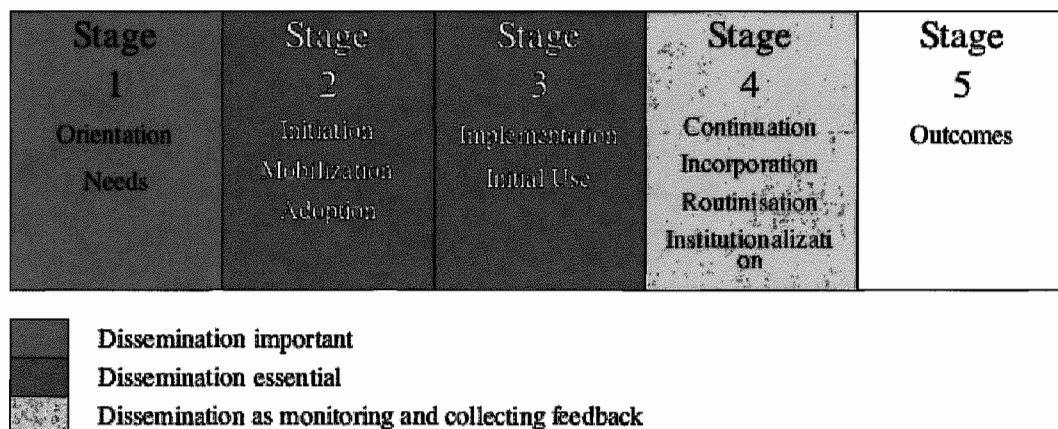 Stage
1
Orientation
Needs
Stage
2
Initiation
Mobilization
Adoption
Stage
3
Implementation
Initial Use
Stage
4
Continuation
Incorporation
Routinisation
Institutionalizati
on
Stage
5
Outcomes
Dissemination important
Dissemination essential
Dissemination as monitoring and collecting feedback